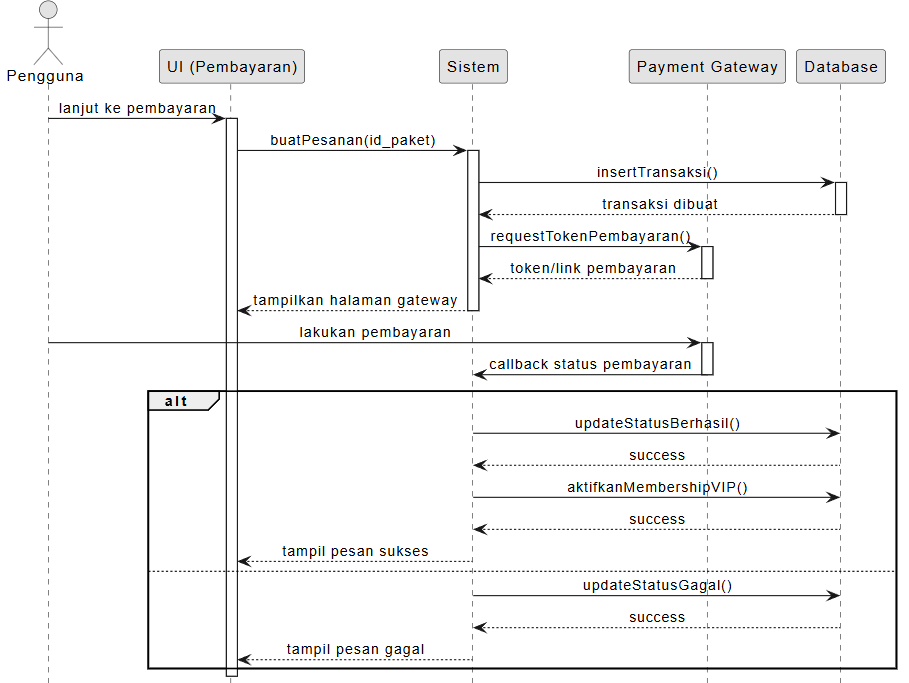 Pengguna
UI (Pembayaran)
Sistem
Payment Gateway
Database
lanjut ke pembayaran
buatPesanan(id_paket)
insertTransaksi()
transaksi dibuat
requestTokenPembayaran()
token/link pembayaran
tampilkan halaman gateway
lakukan pembayaran
callback status pembayaran
alt
updateStatusBerhasil()
success
aktifkanMembershipVIP()
success
tampil pesan sukses
updateStatusGagal()
success
tampil pesan gagal